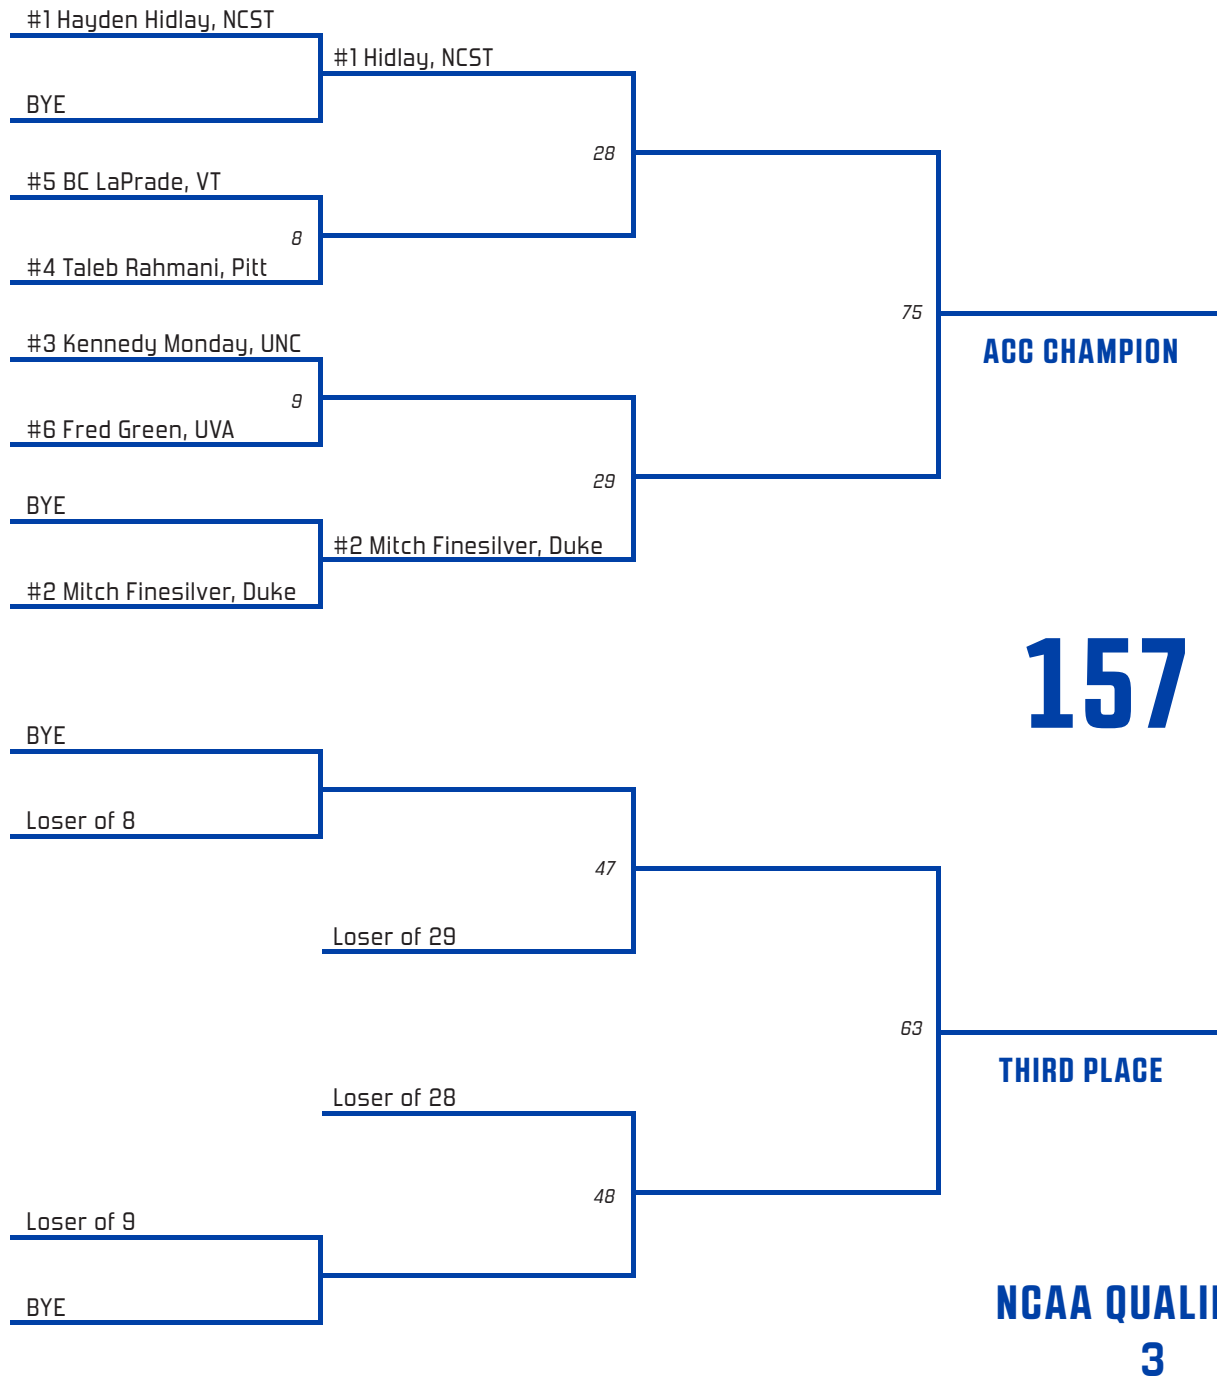 #1 Hayden Hidlay, NCST
#1 Hidlay, NCST
BYE
28
#5 BC LaPrade, VT
8
#4 Taleb Rahmani, Pitt
75
#3 Kennedy Monday, UNC
ACC CHAMPION
9
#6 Fred Green, UVA
29
BYE
#2 Mitch Finesilver, Duke
#2 Mitch Finesilver, Duke
157
BYE
Loser of 8
47
Loser of 29
63
THIRD PLACE
Loser of 28
48
Loser of 9
BYE
NCAA QUALI
3